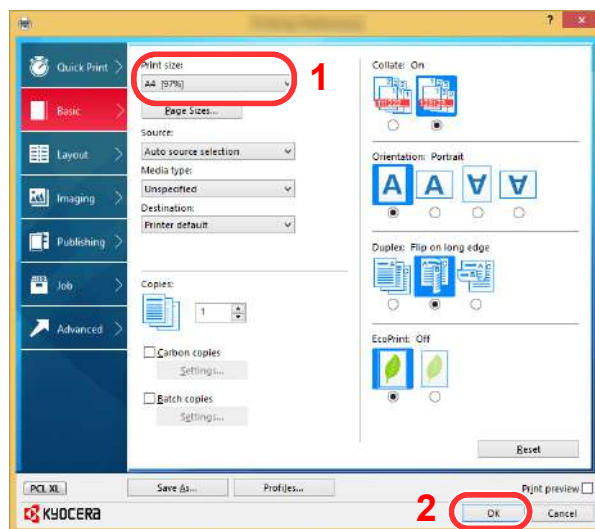 ?
Quick Print
Basic
Layout
Imaging
Publishing
Job
Advanced
Print size:
A4 [97%]
1
Page Sizes...
Source:
Auto source selection
Media type:
Unspecified
Destination:
Printer default
Copies:
1
Carbon copies
Settings...
Batch copies
Settings...
Collate: On
Orientation: Portrait
A A A A
Duplex: Flip on long edge
EcoPrint: Off
Reset
PCL XL
Save As...
Profiles...
Print preview
KYOCERA
2
OK
Cancel